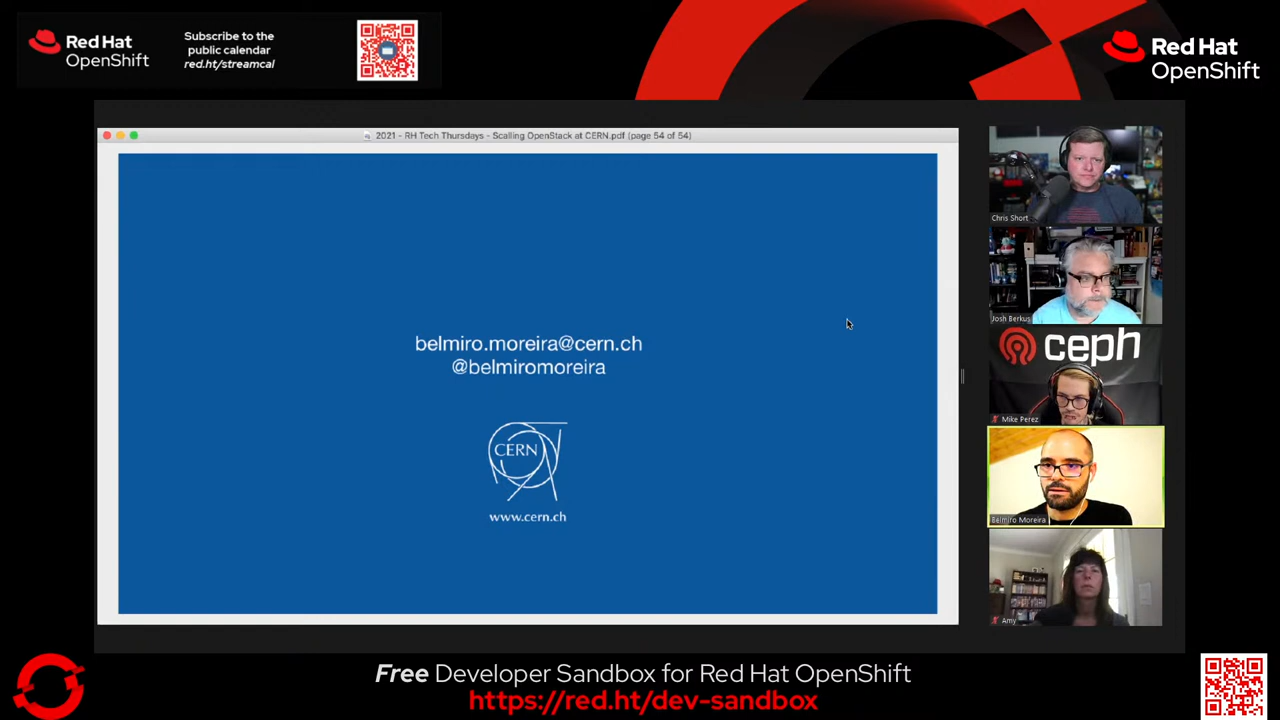 Red Hat
OpenShift
Subscribe to the
public calendar
red.ht/streamcal
Red Hat
OpenShift
2021 - RH Tech Thursdays - Scalling OpenStack at CERN.pdf (page 54 of 54)
belmiro.moreira@cern.ch
@belmiromoreira
CERN
www.cern.ch
Chris Short
Josh Berkus
ceph
Mike Perez
Belmiro Moreira
Amy
Free Developer Sandbox for Red Hat OpenShift
https://red.ht/dev-sandbox